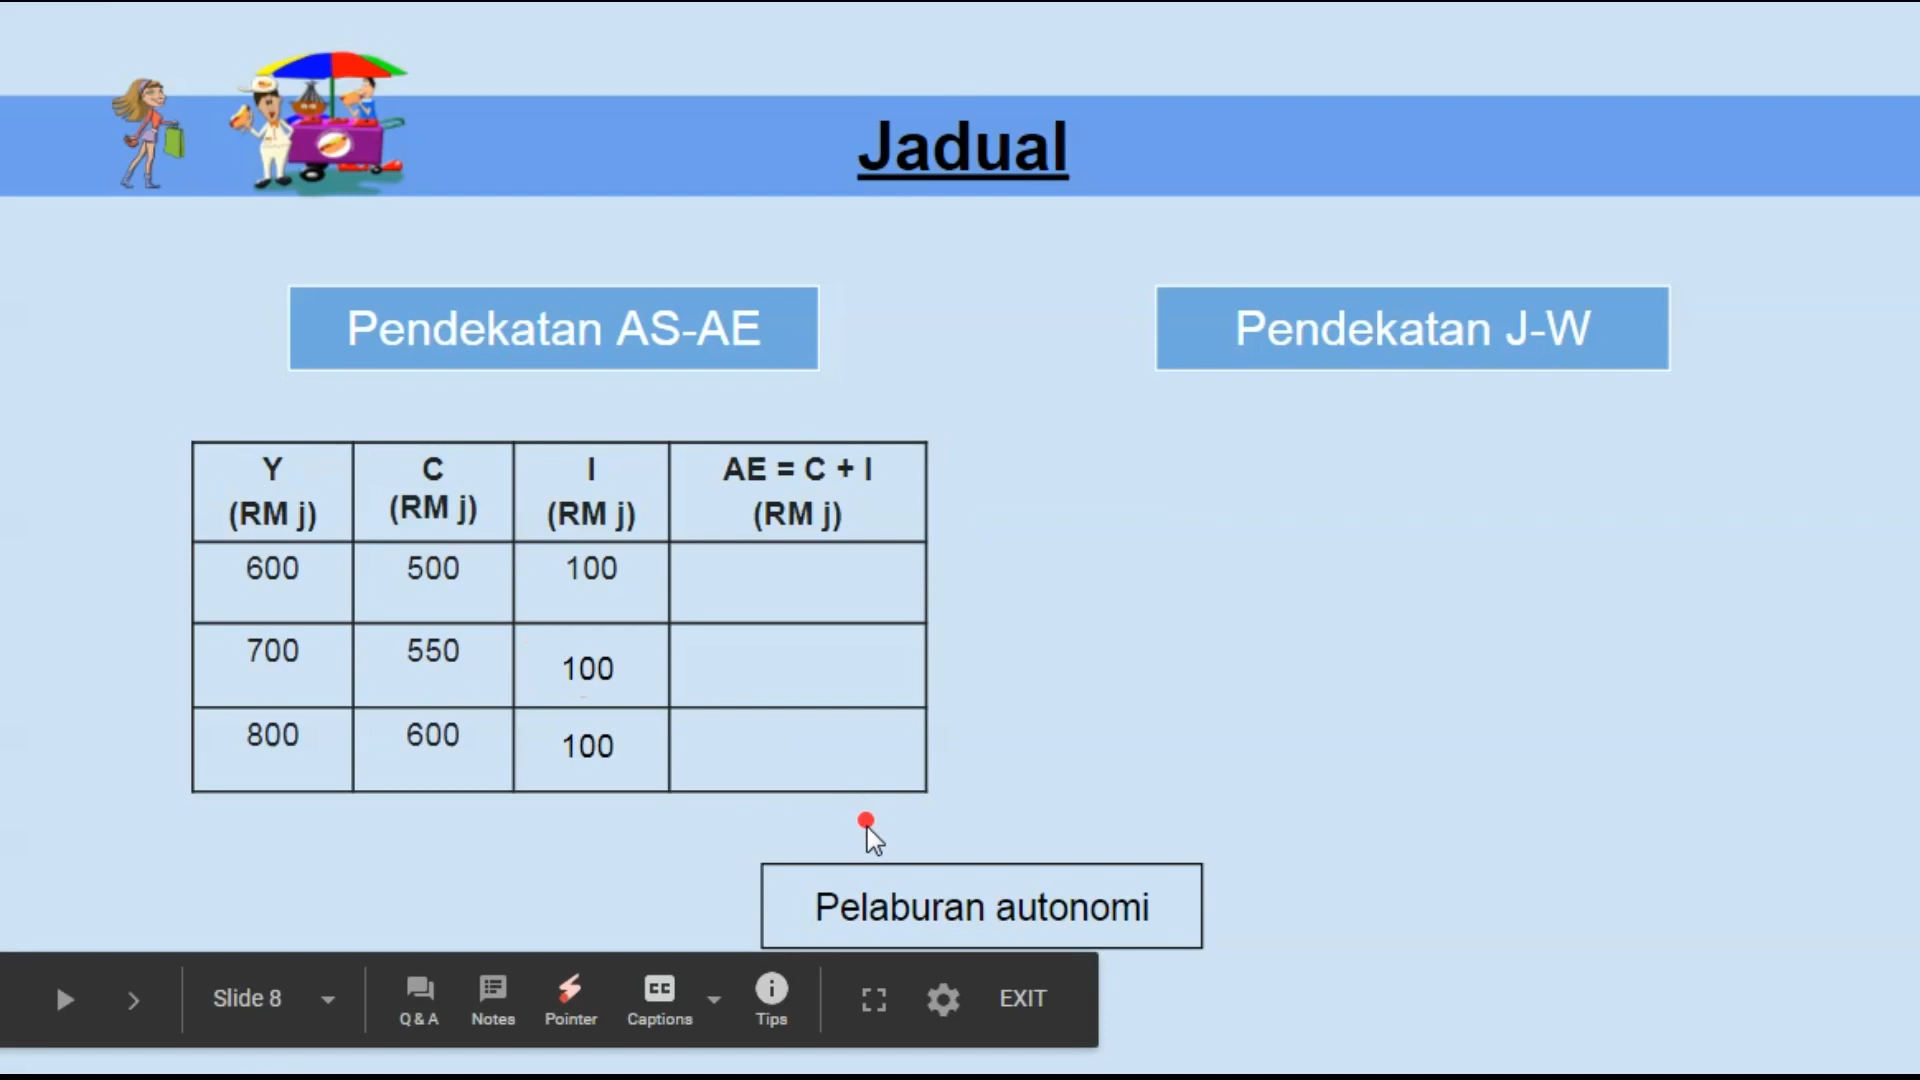 Jadual
Pendekatan AS-AE
Pendekatan J-W
Y (RM j) C (RM j) I (RM j) AE = C + I (RM j)
600 500 100
700 550 100
800 600 100
Pelaburan autonomi
Slide 8 Q & A Notes Pointer CC Captions Tips EXIT